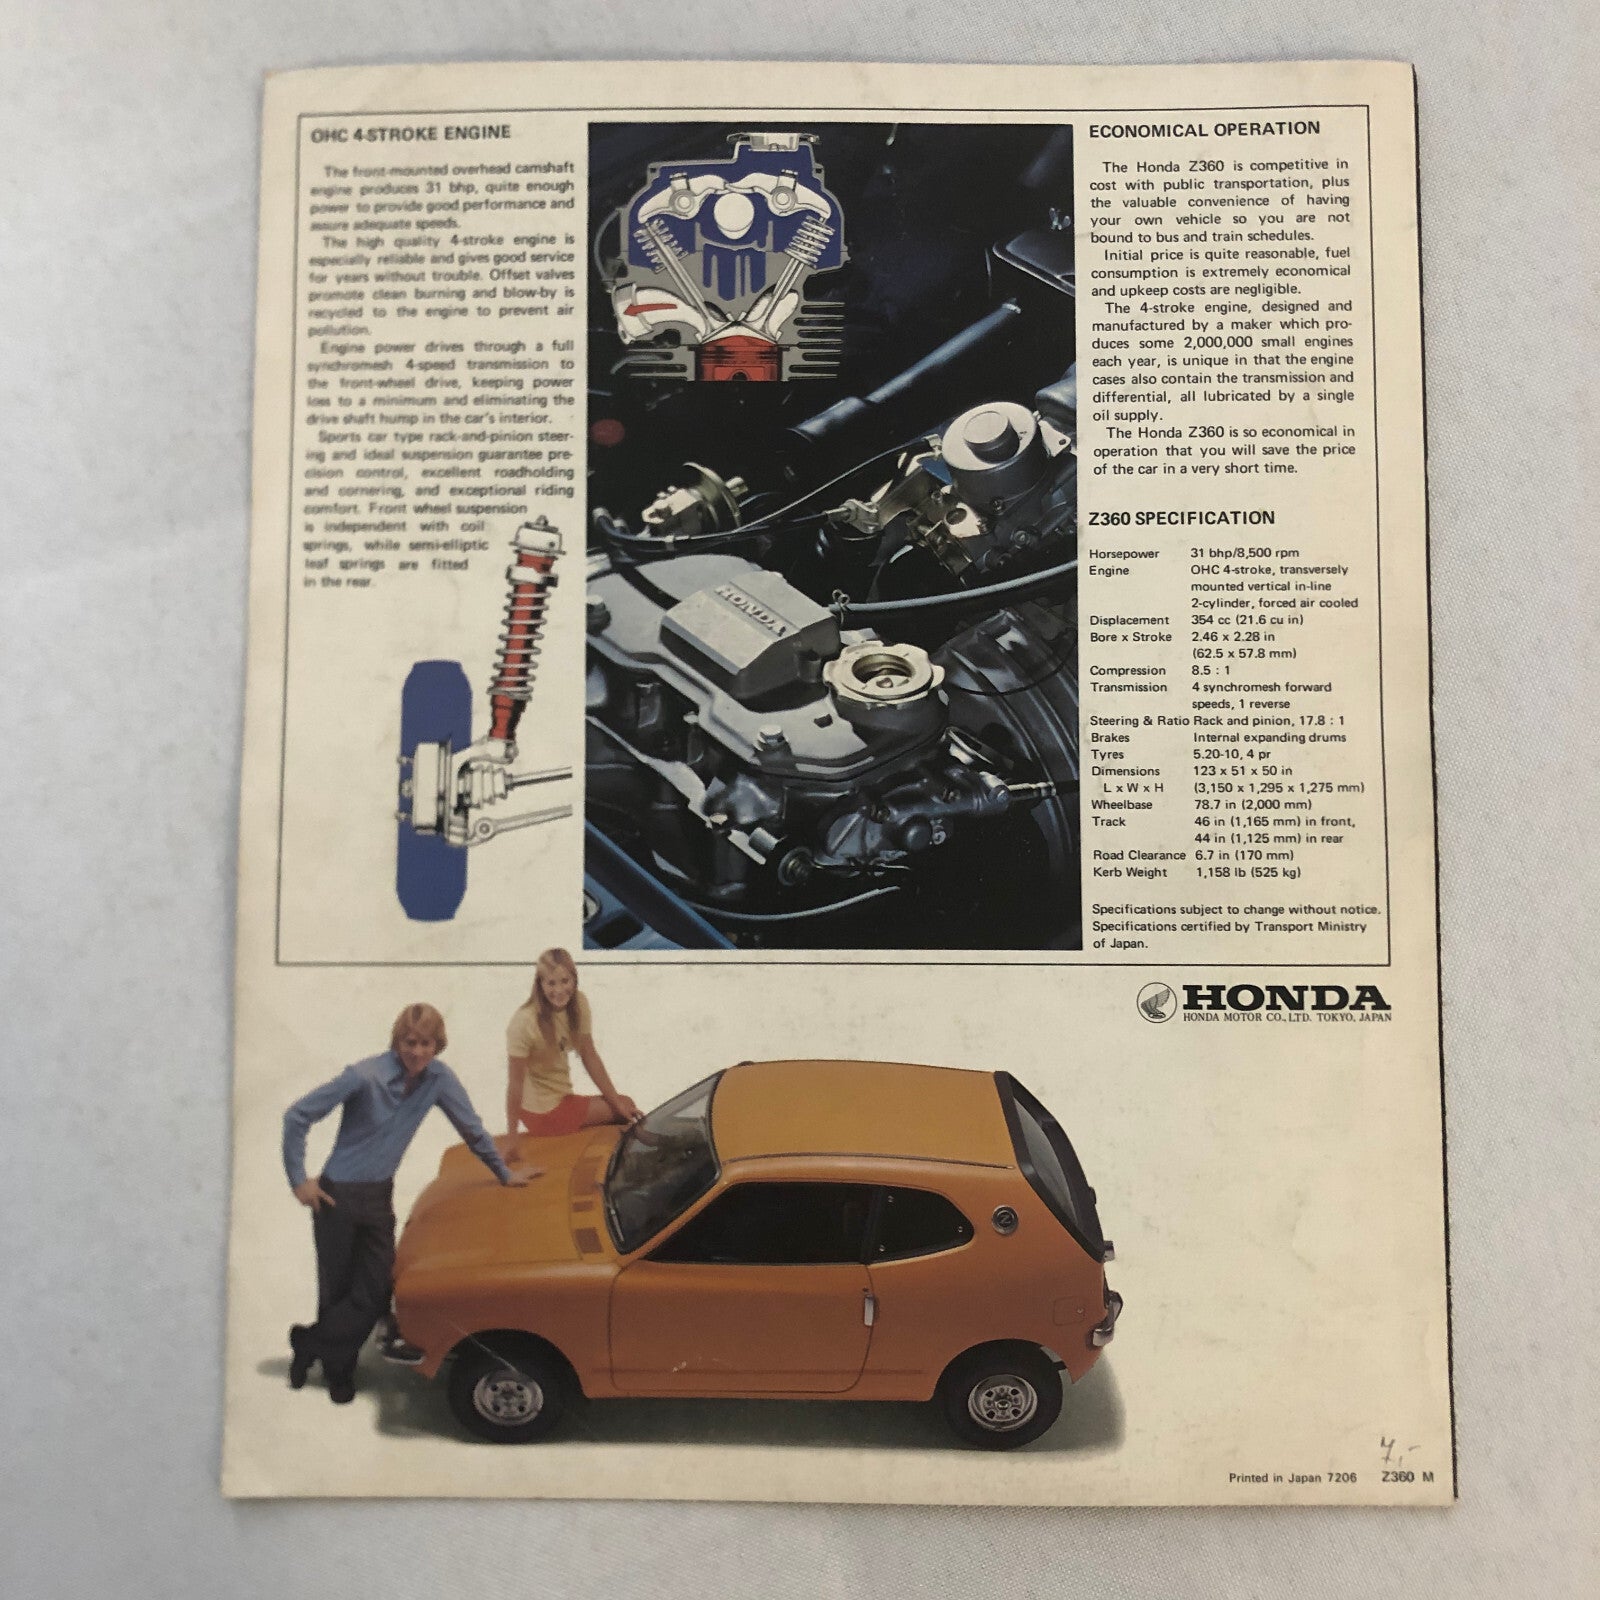 OHC 4-STROKE ENGINE
The front-mounted overhead camshaft
engine produces 31 bhp, quite enough
power to provide good performance and
assure adequate speeds.
The high quality 4-stroke engine is
especially reliable and gives good service
for years without trouble. Offset valves
promote clean burning and blow-by is
recycled to the engine to prevent air
pollution.
Engine power drives through a full
synchromesh 4-speed transmission to
the front-wheel drive, keeping power
loss to a minimum and eliminating the
drive shaft hump in the car's interior.
Sports car type rack-and-pinion steer-
ing and ideal suspension guarantee pre-
cision control, excellent roadholding
and cornering, and exceptional riding
comfort. Front wheel suspension
is independent with coil
springs, while semi-elliptic
leaf springs are fitted
in the rear.
HONDA
ECONOMICAL OPERATION
The Honda Z360 is competitive in
cost with public transportation, plus
the valuable convenience of having
your own vehicle so you are not
bound to bus and train schedules.
Initial price is quite reasonable, fuel
consumption is extremely economical
and upkeep costs are negligible.
The 4-stroke engine, designed and
manufactured by a maker which pro-
duces some 2,000,000 small engines
each year, is unique in that the engine
cases also contain the transmission and
differential, all lubricated by a single
oil supply.
The Honda Z360 is so economical in
operation that you will save the price
of the car in a very short time.
Z360 SPECIFICATION
Horsepower 31 bhp/8,500 rpm
Engine OHC 4-stroke, transversely
mounted vertical in-line
2-cylinder, forced air cooled
Displacement 354 cc (21.6 cu in)
Bore x Stroke 2.46 x 2.28 in
(62.5 x 57.8 mm)
Compression 8.5 : 1
Transmission 4 synchromesh forward
speeds, 1 reverse
Steering & Ratio Rack and pinion, 17.8 : 1
Brakes Internal expanding drums
Tyres 5.20-10, 4 pr
Dimensions 123 x 51 x 50 in
L x W x H (3,150 x 1,295 x 1,275 mm)
Wheelbase 78.7 in (2,000 mm)
Track 46 in (1,165 mm) in front,
44 in (1,125 mm) in rear
Road Clearance 6.7 in (170 mm)
Kerb Weight 1,158 lb (525 kg)
Specifications subject to change without notice.
Specifications certified by Transport Ministry
of Japan.
HONDA
HONDA MOTOR CO., LTD. TOKYO, JAPAN
Z
7,-
Printed in Japan 7206 Z360 M